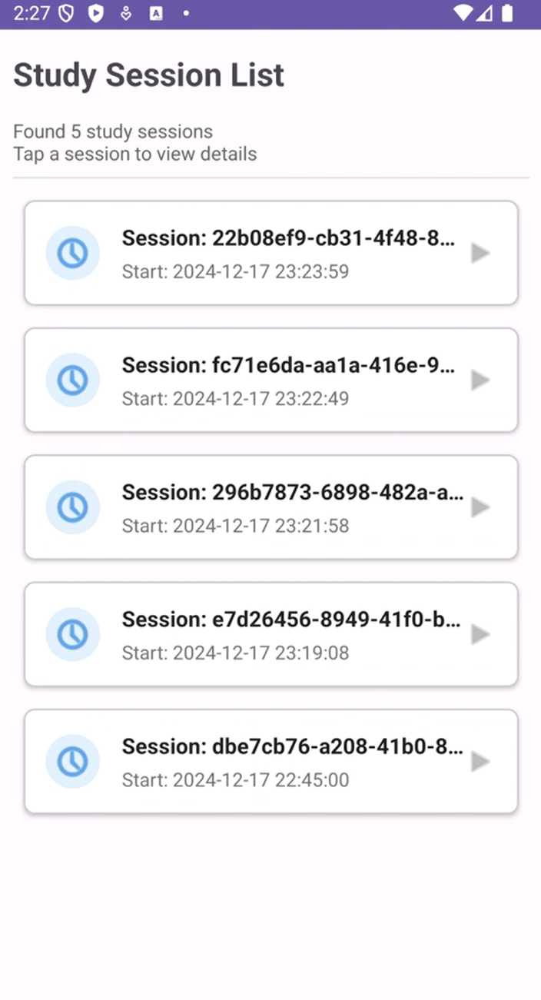 2:27
Study Session List
Found 5 study sessions
Tap a session to view details
Session: 22b08ef9-cb31-4f48-8...
Start: 2024-12-17 23:23:59
Session: fc71e6da-aa1a-416e-9...
Start: 2024-12-17 23:22:49
Session: 296b7873-6898-482a-a...
Start: 2024-12-17 23:21:58
Session: e7d26456-8949-41f0-b...
Start: 2024-12-17 23:19:08
Session: dbe7cb76-a208-41b0-8...
Start: 2024-12-17 22:45:00